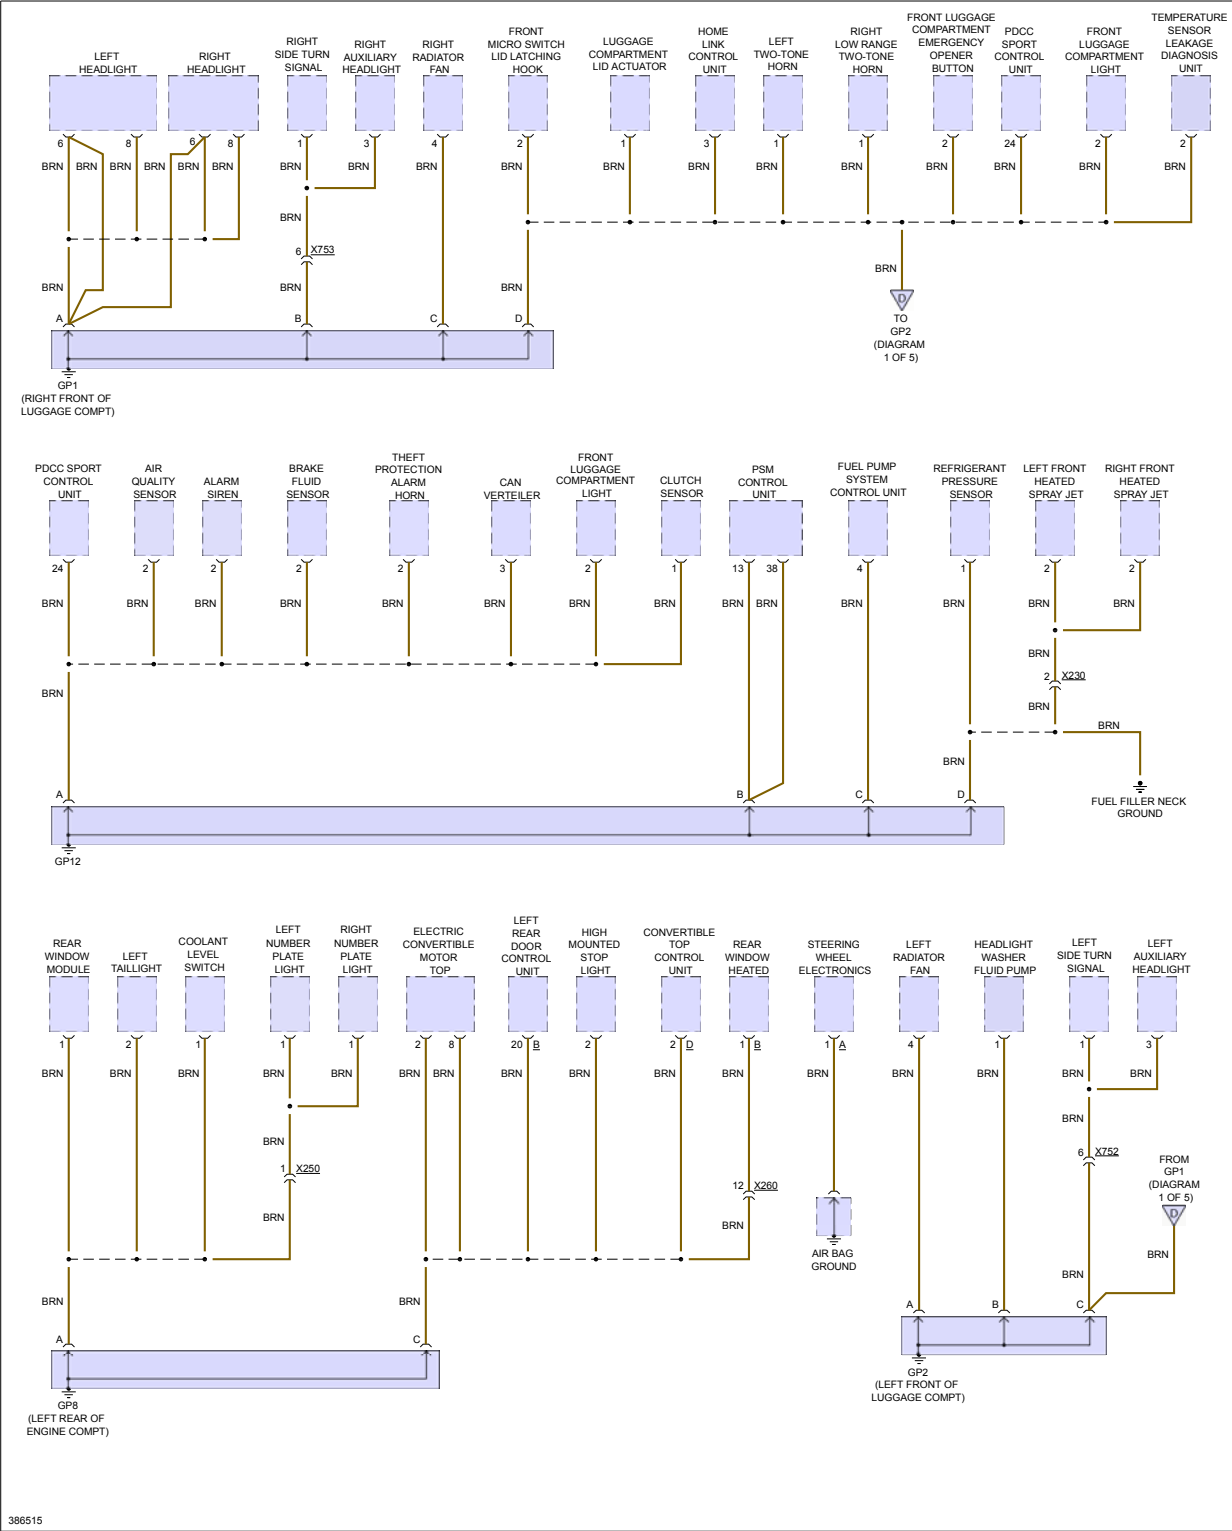 LEFT
HEADLIGHT
RIGHT
HEADLIGHT
RIGHT
SIDE TURN
SIGNAL
RIGHT
AUXILIARY
HEADLIGHT
RIGHT
RADIATOR
FAN
FRONT
MICRO SWITCH
LID LATCHING
HOOK
LUGGAGE
COMPARTMENT
LID ACTUATOR
HOME
LINK
CONTROL
UNIT
LEFT
TWO-TONE
HORN
RIGHT
LOW RANGE
TWO-TONE
HORN
FRONT LUGGAGE
COMPARTMENT
EMERGENCY
OPENER
BUTTON
PDCC
SPORT
CONTROL
UNIT
FRONT
LUGGAGE
COMPARTMENT
LIGHT
TEMPERATURE
SENSOR
LEAKAGE
DIAGNOSIS
UNIT
6 8 6 8 1 3 4 2 1 3 1 1 2 24 2 2
BRN BRN BRN BRN BRN BRN BRN BRN BRN BRN BRN BRN BRN BRN BRN BRN BRN BRN
BRN
6 X753
BRN
BRN BRN BRN
A B C D
D
TO
GP2
(DIAGRAM
1 OF 5)
GP1
(RIGHT FRONT OF
LUGGAGE COMPT)
PDCC SPORT
CONTROL
UNIT
AIR
QUALITY
SENSOR
ALARM
SIREN
BRAKE
FLUID
SENSOR
THEFT
PROTECTION
ALARM
HORN
CAN
VERTEILER
FRONT
LUGGAGE
COMPARTMENT
LIGHT
CLUTCH
SENSOR
PSM
CONTROL
UNIT
FUEL PUMP
SYSTEM
CONTROL UNIT
REFRIGERANT
PRESSURE
SENSOR
LEFT FRONT
HEATED
SPRAY JET
RIGHT FRONT
HEATED
SPRAY JET
24 2 2 2 2 3 2 1 13 38 4 1 2 2
BRN BRN BRN BRN BRN BRN BRN BRN BRN BRN BRN BRN BRN BRN
BRN
2 X230
BRN BRN
BRN
BRN
A B C D
FUEL FILLER NECK
GROUND
GP12
REAR
WINDOW
MODULE
LEFT
TAILLIGHT
COOLANT
LEVEL
SWITCH
LEFT
NUMBER
PLATE
LIGHT
RIGHT
NUMBER
PLATE
LIGHT
ELECTRIC
CONVERTIBLE
MOTOR
TOP
LEFT
REAR
DOOR
CONTROL
UNIT
HIGH
MOUNTED
STOP
LIGHT
CONVERTIBLE
TOP
CONTROL
UNIT
REAR
WINDOW
HEATED
STEERING
WHEEL
ELECTRONICS
LEFT
RADIATOR
FAN
HEADLIGHT
WASHER
FLUID PUMP
LEFT
SIDE TURN
SIGNAL
LEFT
AUXILIARY
HEADLIGHT
1 2 1 1 1 2 8 20 B 2 2 D 1 B 1 A 4 1 1 3
BRN BRN BRN BRN BRN BRN BRN BRN BRN BRN BRN BRN BRN BRN BRN BRN
BRN
BRN
1 X250
6 X752
12 X260
FROM
GP1
(DIAGRAM
1 OF 5)
D
BRN
BRN
BRN
BRN
AIR BAG
GROUND
BRN BRN
A C
A B C
GP8
(LEFT REAR OF
ENGINE COMPT)
GP2
(LEFT FRONT OF
LUGGAGE COMPT)
386515